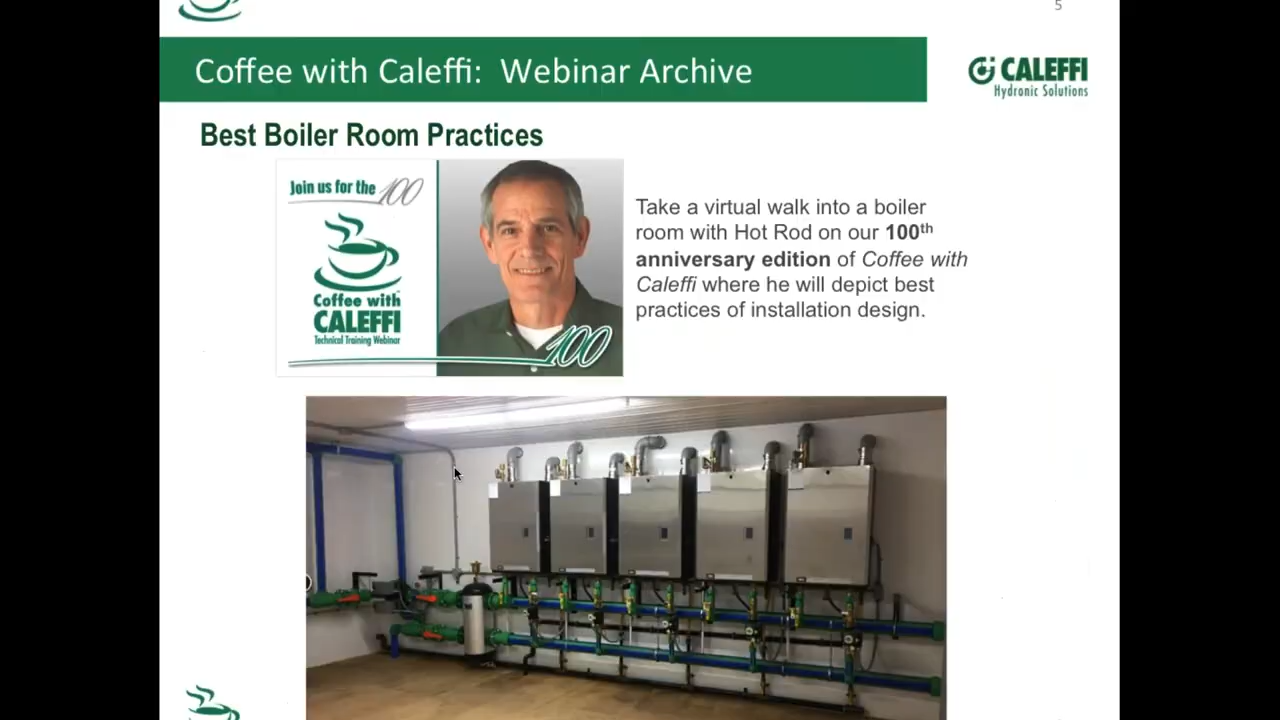 5
Coffee with Caleffi: Webinar Archive
CALEFFI
Hydronic Solutions
Best Boiler Room Practices
Join us for the 100
Coffee with
CALEFFI
Technical Training Webinar
100
Take a virtual walk into a boiler
room with Hot Rod on our 100th
anniversary edition of Coffee with
Caleffi where he will depict best
practices of installation design.